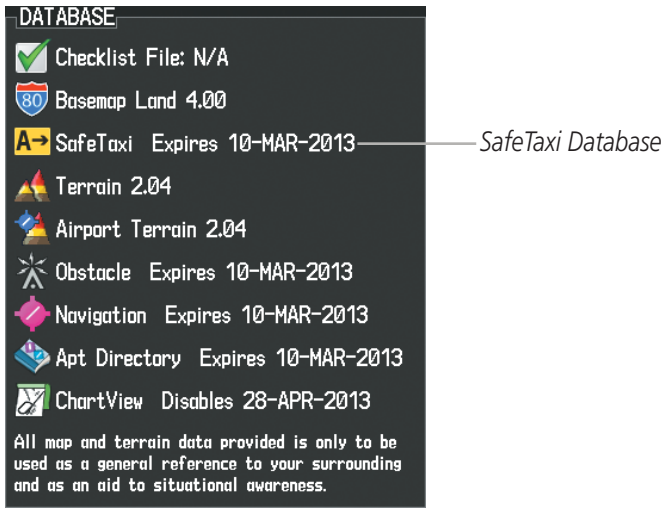 DATABASE
Checklist File: N/A
80 Basemap Land 4.00
A→ SafeTaxi Expires 10-MAR-2013 SafeTaxi Database
Terrain 2.04
Airport Terrain 2.04
Obstacle Expires 10-MAR-2013
Navigation Expires 10-MAR-2013
Apt Directory Expires 10-MAR-2013
ChartView Disables 28-APR-2013
All map and terrain data provided is only to be
used as a general reference to your surrounding
and as an aid to situational awareness.